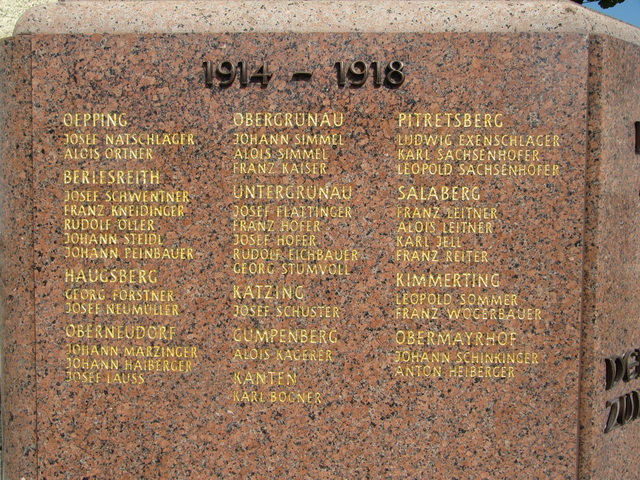 1914 - 1918
OEPPING
JOSEF NATSCHLÄGER
ALOIS ORTNER
BERLESREITH
JOSEF SCHWENTNER
FRANZ KNEIDINGER
RUDOLF ÖLLER
JOHANN STEIDL
JOHANN PEINBAUER
HAUGSBERG
GEORG FORSTNER
JOSEF NEUMÜLLER
OBERNEUDORF
JOHANN MARZINGER
JOHANN HAIBERGER
JOSEF LAUSS
OBERGRÜNAU
JOHANN SIMMEL
ALOIS SIMMEL
FRANZ KAISER
UNTERGRÜNAU
JOSEF FLATTINGER
FRANZ HOFER
JOSEF HOFER
RUDOLF EICHBAUER
GEORG STUMVOLL
KATZING
JOSEF SCHUSTER
GUMPENBERG
ALOIS KAGERER
KANTEN
KARL BOGNER
PITRETSBERG
LUDWIG EXENSCHLÄGER
KARL SACHSENHOFER
LEOPOLD SACHSENHOFER
SALABERG
FRANZ LEITNER
ALOIS LEITNER
KARL JELL
FRANZ REITER
KIMMERTING
LEOPOLD SOMMER
FRANZ WÖGERBAUER
OBERMAYRHOF
JOHANN SCHINKINGER
ANTON HEIBERGER